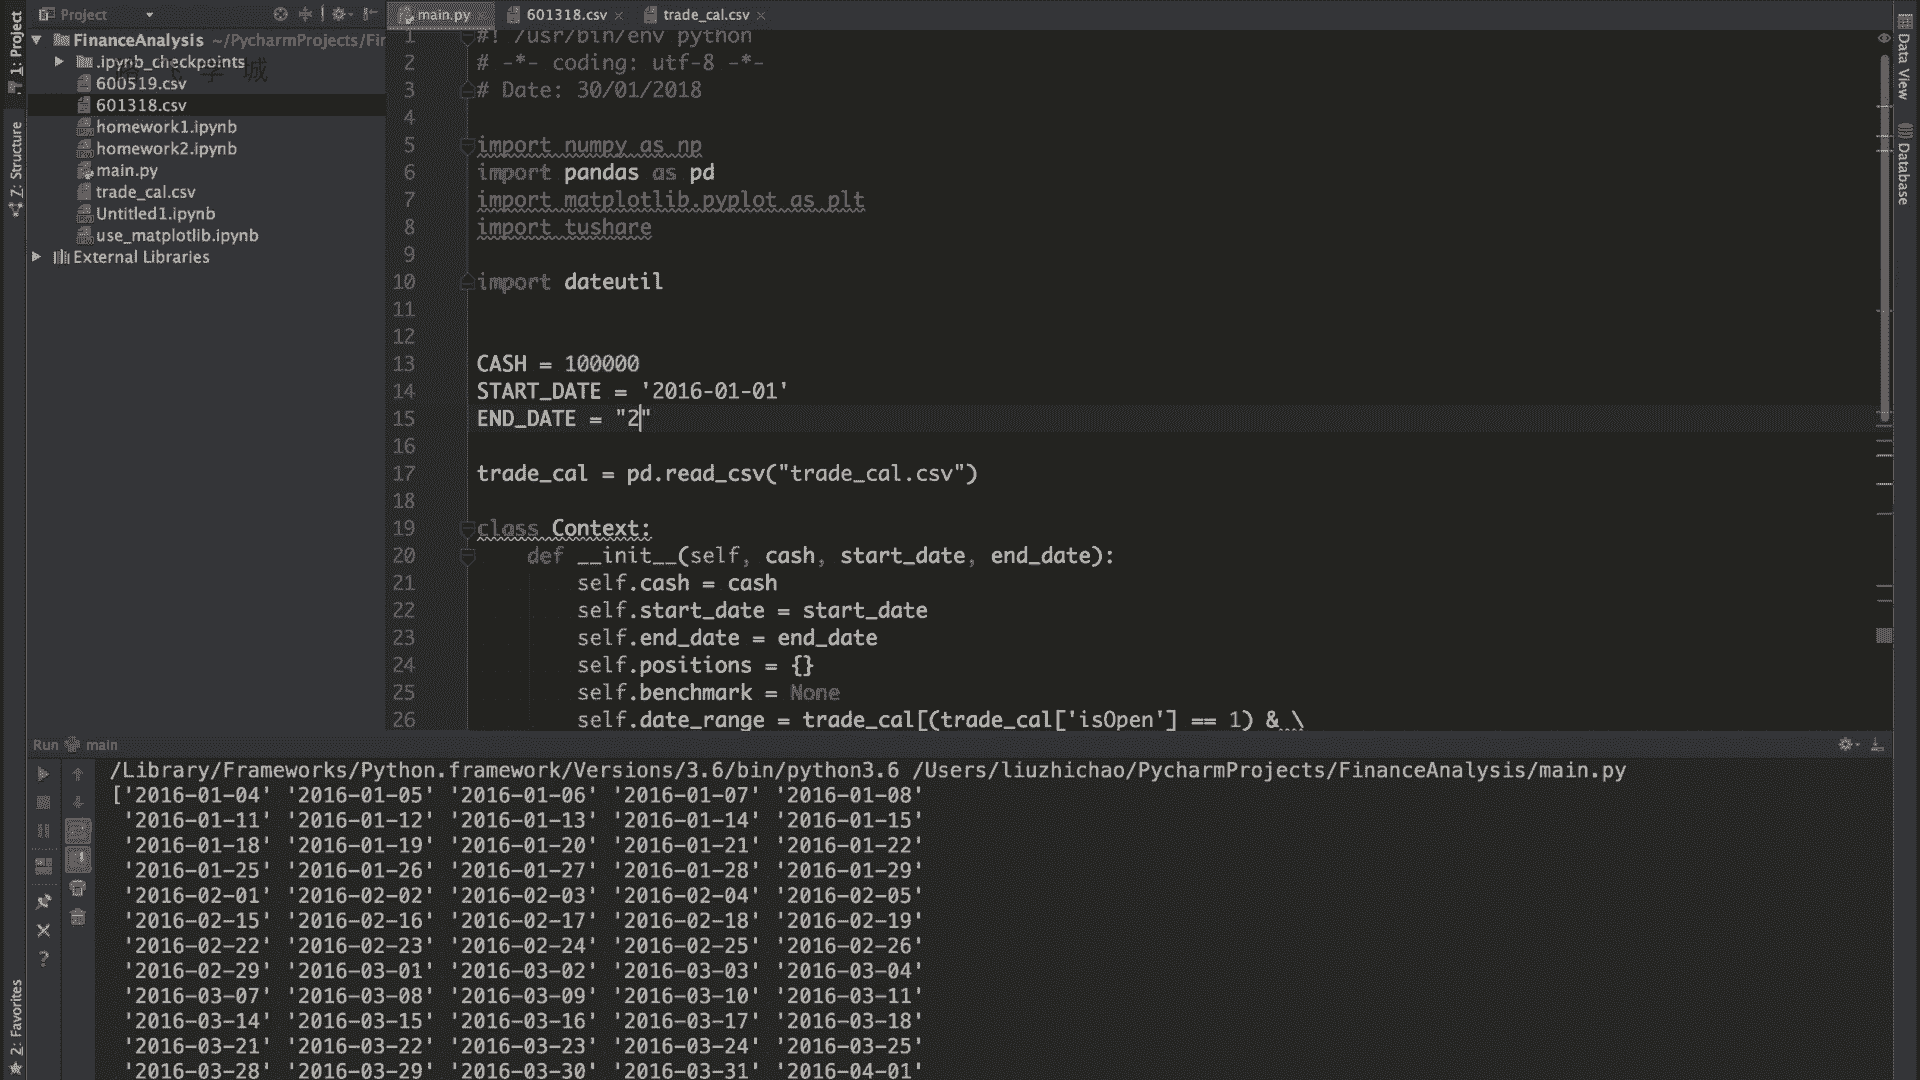 Project
main.py
601318.csv
trade_cal.csv
1: Project
Z: Structure
2: Favorites
Data View
Database
FinanceAnalysis ~/PycharmProjects/Fir
.ipynb_checkpoints
600519.csv
601318.csv
homework1.ipynb
homework2.ipynb
main.py
trade_cal.csv
Untitled1.ipynb
use_matplotlib.ipynb
External Libraries
1 #! /usr/bin/env python
2 # -*- coding: utf-8 -*-
3 # Date: 30/01/2018
4
5 import numpy as np
6 import pandas as pd
7 import matplotlib.pyplot as plt
8 import tushare
9
10 import dateutil
11
12
13 CASH = 100000
14 START_DATE = '2016-01-01'
15 END_DATE = "2"
16
17 trade_cal = pd.read_csv("trade_cal.csv")
18
19 class Context:
20 def __init__(self, cash, start_date, end_date):
21 self.cash = cash
22 self.start_date = start_date
23 self.end_date = end_date
24 self.positions = {}
25 self.benchmark = None
26 self.date_range = trade_cal[(trade_cal['isOpen'] == 1) & \
Run main
/Library/Frameworks/Python.framework/Versions/3.6/bin/python3.6 /Users/liuzhichao/PycharmProjects/FinanceAnalysis/main.py
['2016-01-04' '2016-01-05' '2016-01-06' '2016-01-07' '2016-01-08'
'2016-01-11' '2016-01-12' '2016-01-13' '2016-01-14' '2016-01-15'
'2016-01-18' '2016-01-19' '2016-01-20' '2016-01-21' '2016-01-22'
'2016-01-25' '2016-01-26' '2016-01-27' '2016-01-28' '2016-01-29'
'2016-02-01' '2016-02-02' '2016-02-03' '2016-02-04' '2016-02-05'
'2016-02-15' '2016-02-16' '2016-02-17' '2016-02-18' '2016-02-19'
'2016-02-22' '2016-02-23' '2016-02-24' '2016-02-25' '2016-02-26'
'2016-02-29' '2016-03-01' '2016-03-02' '2016-03-03' '2016-03-04'
'2016-03-07' '2016-03-08' '2016-03-09' '2016-03-10' '2016-03-11'
'2016-03-14' '2016-03-15' '2016-03-16' '2016-03-17' '2016-03-18'
'2016-03-21' '2016-03-22' '2016-03-23' '2016-03-24' '2016-03-25'
'2016-03-28' '2016-03-29' '2016-03-30' '2016-03-31' '2016-04-01'